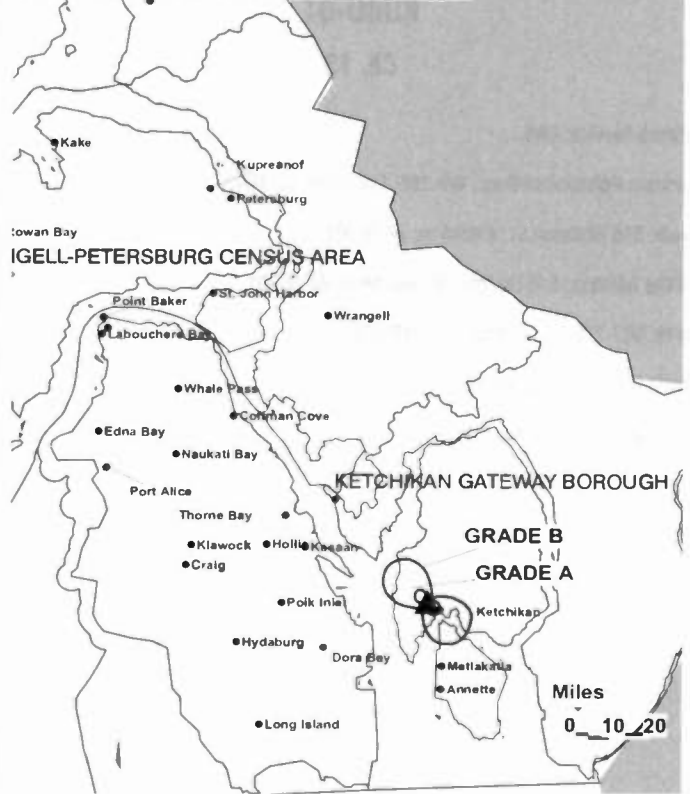 Kake
Kupreanof
Petersburg
Rowan Bay
IGELL-PETERSBURG CENSUS AREA
St. John Harbor
Point Baker
Wrangell
Labouchere Bay
Whale Pass
Coffman Cove
Edna Bay
Naukati Bay
KETCHIKAN GATEWAY BOROUGH
Port Alice
Thorne Bay
GRADE B
Klawock
Hollis
Kasaan
Craig
GRADE A
Polk Inlet
Ketchikan
Hydaburg
Dora Bay
Metlakatla
Annette
Miles
0 10 20
Long Island